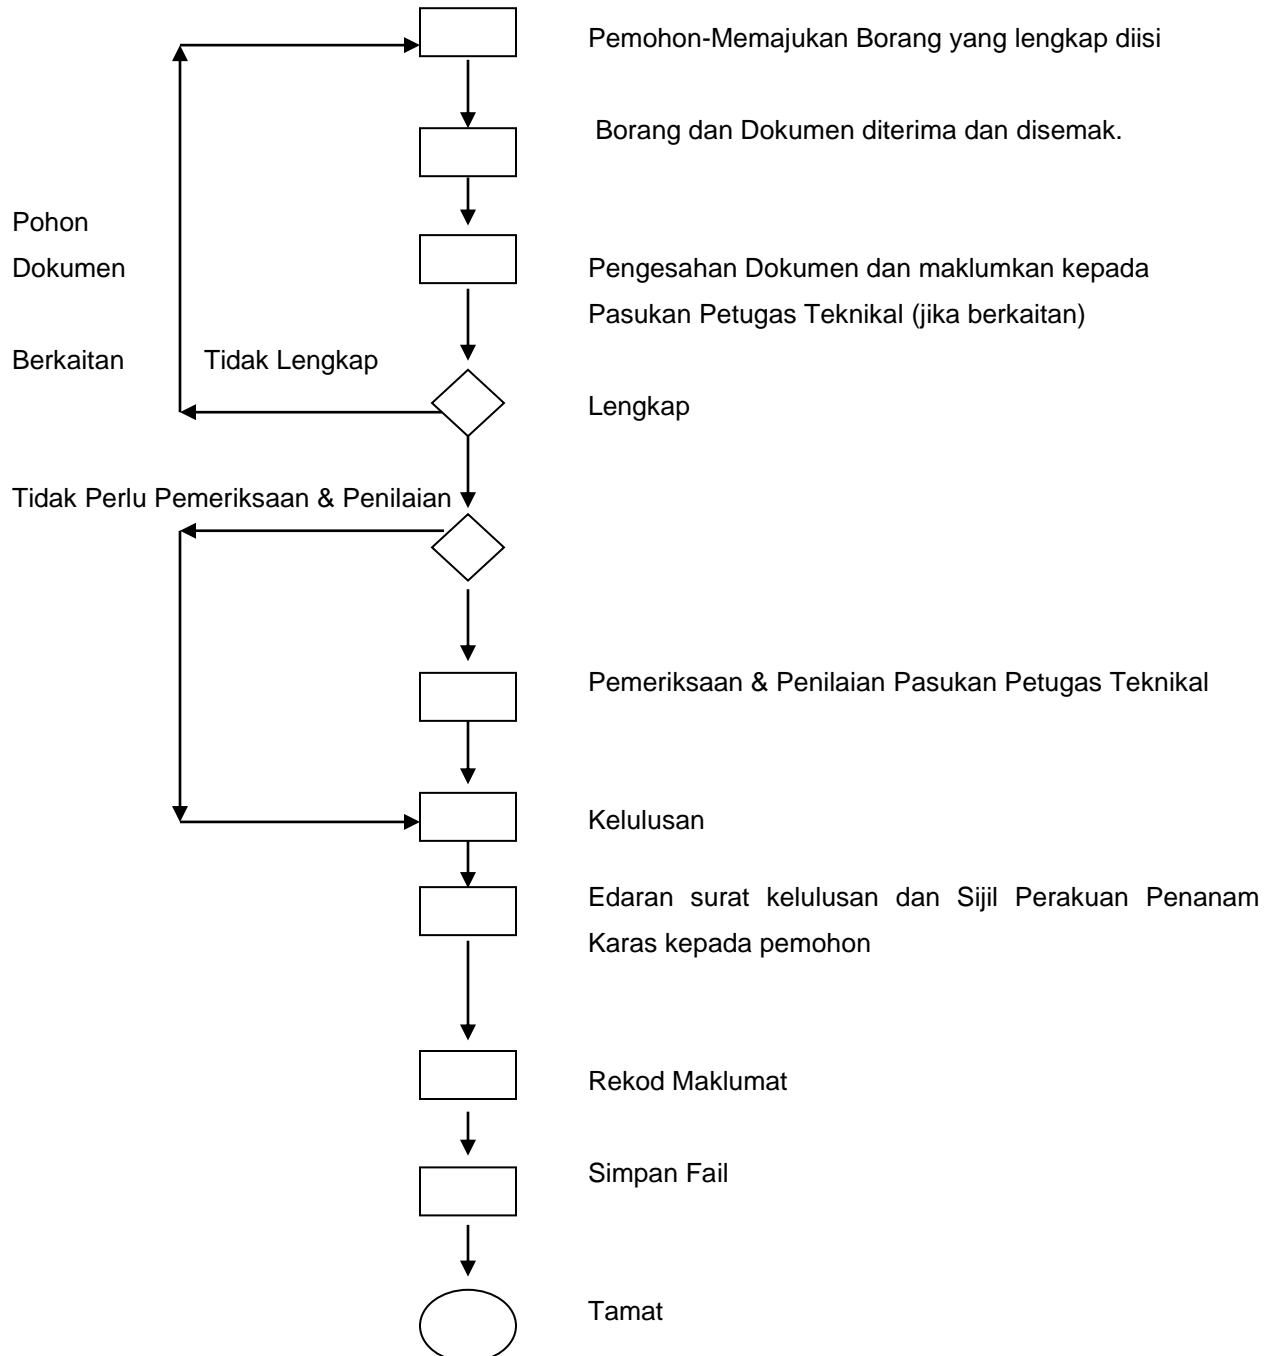 Pemohon-Memajukan Borang yang lengkap diisi
Borang dan Dokumen diterima dan disemak.
Pohon
Dokumen
Pengesahan Dokumen dan maklumkan kepada
Pasukan Petugas Teknikal (jika berkaitan)
Berkaitan
Tidak Lengkap
Lengkap
Tidak Perlu Pemeriksaan & Penilaian
Pemeriksaan & Penilaian Pasukan Petugas Teknikal
Kelulusan
Edaran surat kelulusan dan Sijil Perakuan Penanam
Karas kepada pemohon
Rekod Maklumat
Simpan Fail
Tamat